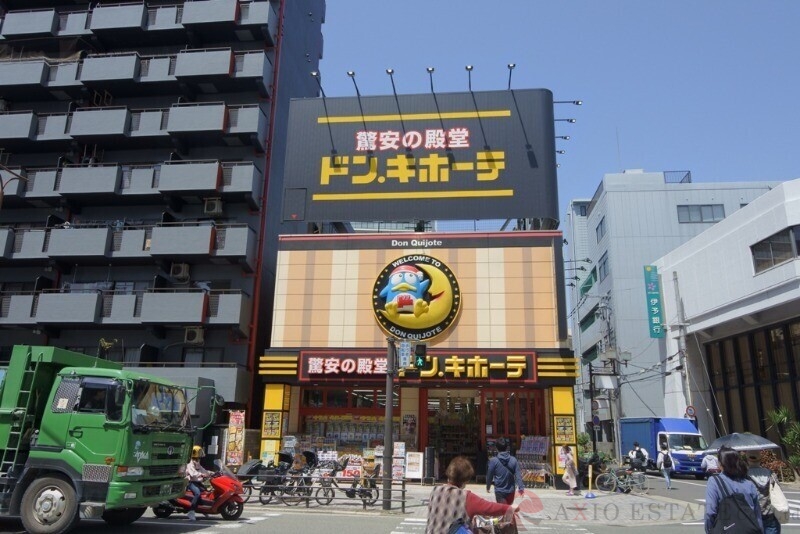 驚安の殿堂
ドン.キホーテ
Don Quijote
WELCOME TO
DON QUIJOTE
驚安の殿堂 ドン.キホーテ
伊予銀行
AXIO ESTATE